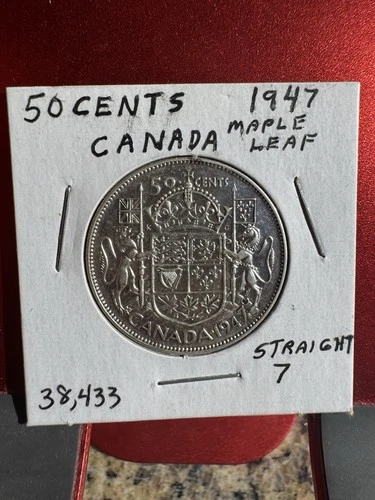 50 CENTS 1947
CANADA MAPLE LEAF
50 CENTS
CANADA 1947
STRAIGHT
7
38,433